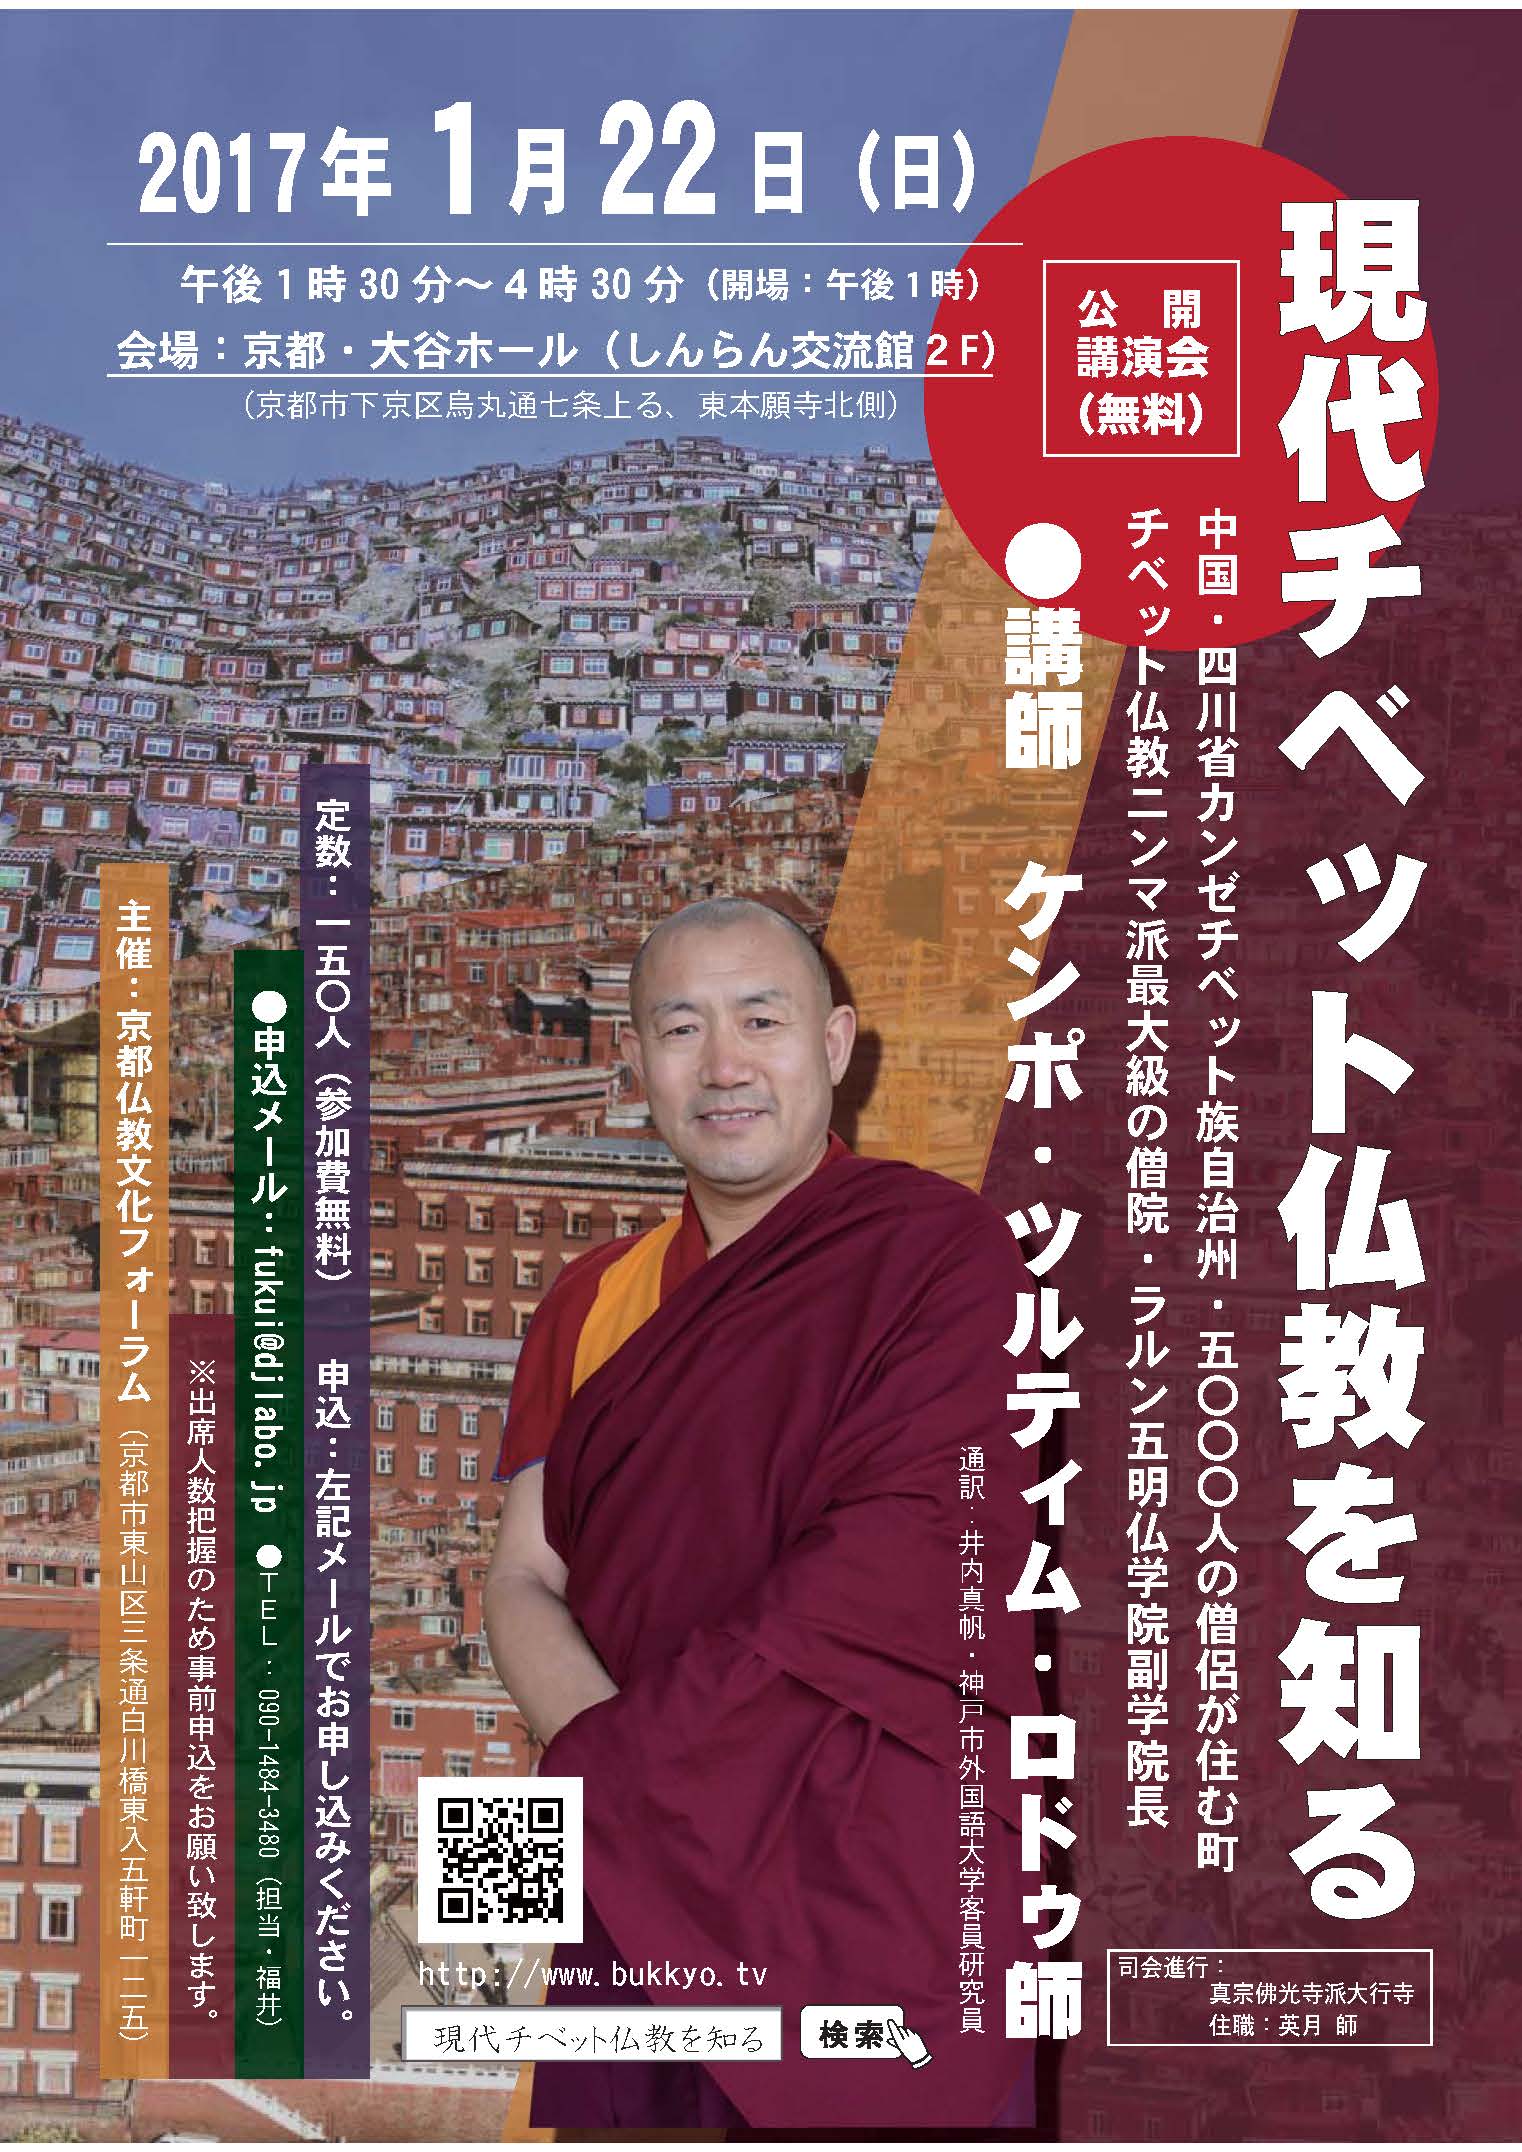 2017年1月22日（日）
午後1時30分～4時30分（開場：午後1時）
会場：京都・大谷ホール（しんらん交流館2F）
（京都市下京区烏丸通七条上る、東本願寺北側）
公　開
講演会
（無料）
現代チベット仏教を知る
中国・四川省カンゼチベット族自治州・五〇〇〇人の僧侶が住む町
チベット仏教ニンマ派最大級の僧院・ラルン五明仏学院副学院長
●講師　ケンポ・ツルティム・ロドゥ師
通訳：井内真帆・神戸市外国語大学客員研究員
定数：一五〇人（参加費無料）　申込：左記メールでお申し込みください。
●申込メール：fukui@djlabo.jp　●TEL：090-1484-3480（担当・福井）
※出席人数把握のため事前申込をお願い致します。
主催：京都仏教文化フォーラム（京都市東山区三条通白川橋東入五軒町一二五）
http://www.bukkyo.tv
現代チベット仏教を知る　検索
司会進行：
真宗佛光寺派大行寺
住職：英月 師